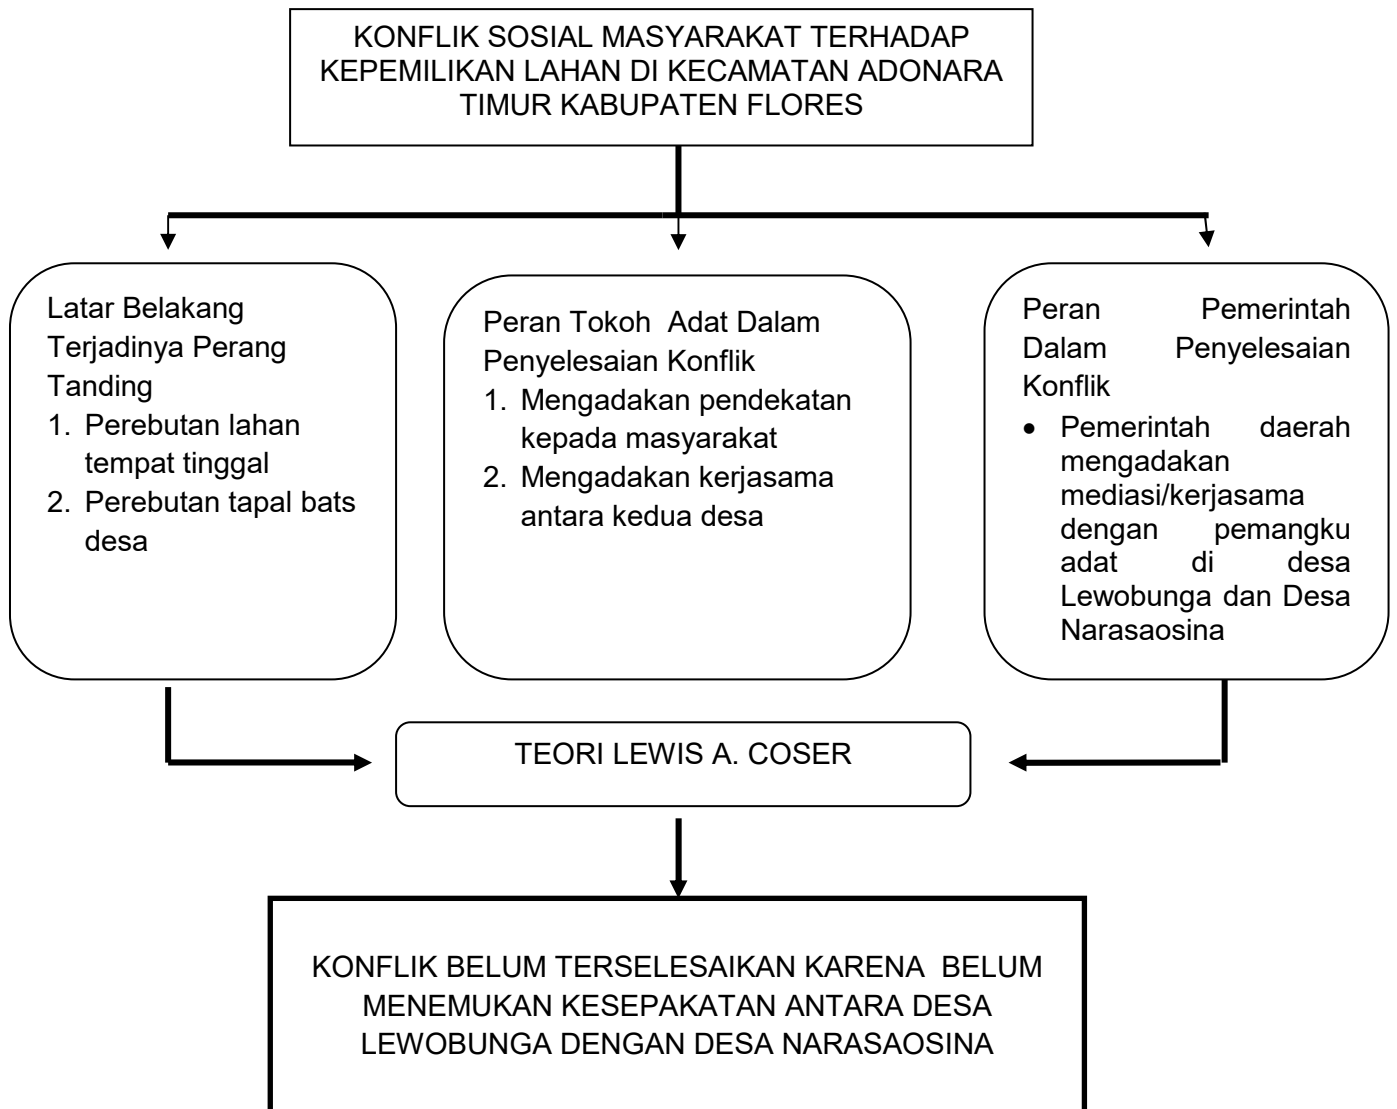 KONFLIK SOSIAL MASYARAKAT TERHADAP
KEPEMILIKAN LAHAN DI KECAMATAN ADONARA
TIMUR KABUPATEN FLORES
Latar Belakang
Terjadinya Perang
Tanding
1. Perebutan lahan
tempat tinggal
2. Perebutan tapal bats
desa
Peran Tokoh Adat Dalam
Penyelesaian Konflik
1. Mengadakan pendekatan
kepada masyarakat
2. Mengadakan kerjasama
antara kedua desa
Peran Pemerintah
Dalam Penyelesaian
Konflik
• Pemerintah daerah
mengadakan
mediasi/kerjasama
dengan pemangku
adat di desa
Lewobunga dan Desa
Narasaosina
TEORI LEWIS A. COSER
KONFLIK BELUM TERSELESAIKAN KARENA BELUM
MENEMUKAN KESEPAKATAN ANTARA DESA
LEWOBUNGA DENGAN DESA NARASAOSINA